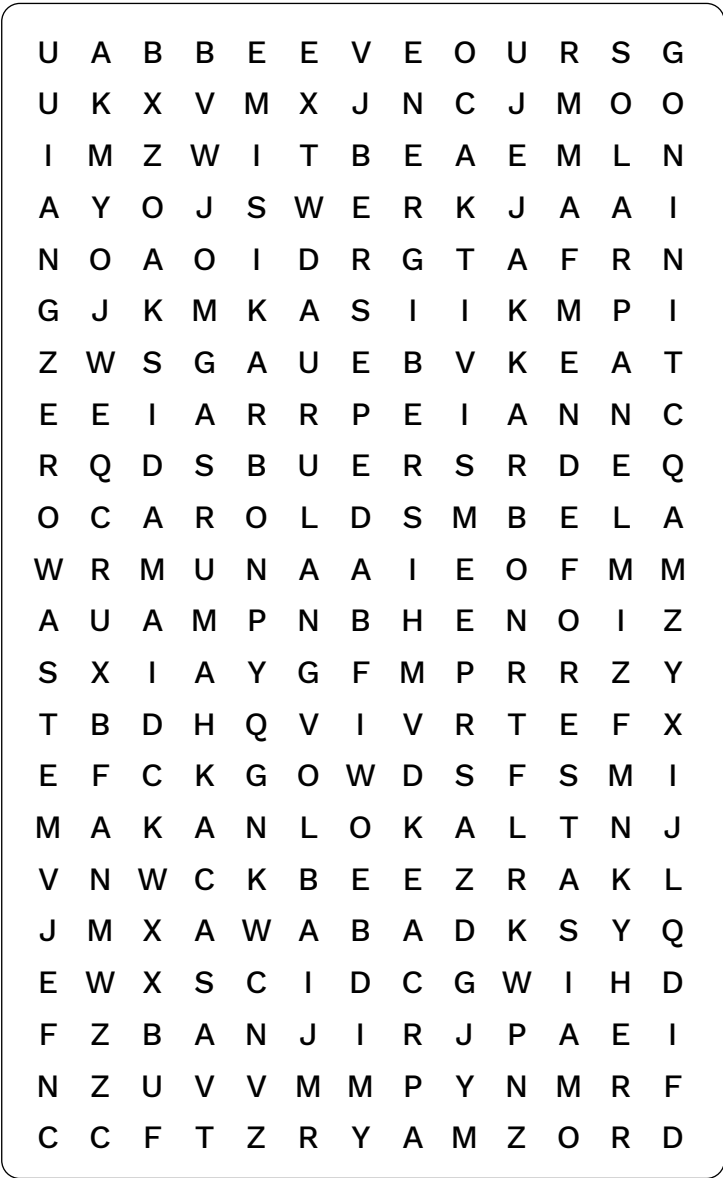 U A B B E E V E O U R S G
U K X V M X J N C J M O O
I M Z W I T B E A E M L N
A Y O J S W E R K J A A I
N O A O I D R G T A F R N
G J K M K A S I I K M P I
Z W S G A U E B V K E A T
E E I A R R P E I A N N C
R Q D S B U E R S R D E Q
O C A R O L D S M B E L A
W R M U N A A I E O F M M
A U A M P N B H E N O I Z
S X I A Y G F M P R R Z Y
T B D H Q V I V R T E F X
E F C K G O W D S F S M I
M A K A N L O K A L T N J
V N W C K B E E Z R A K L
J M X A W A B A D K S Y Q
E W X S C I D C G W I H D
F Z B A N J I R J P A E I
N Z U V V M M P Y N M R F
C C F T Z R Y A M Z O R D